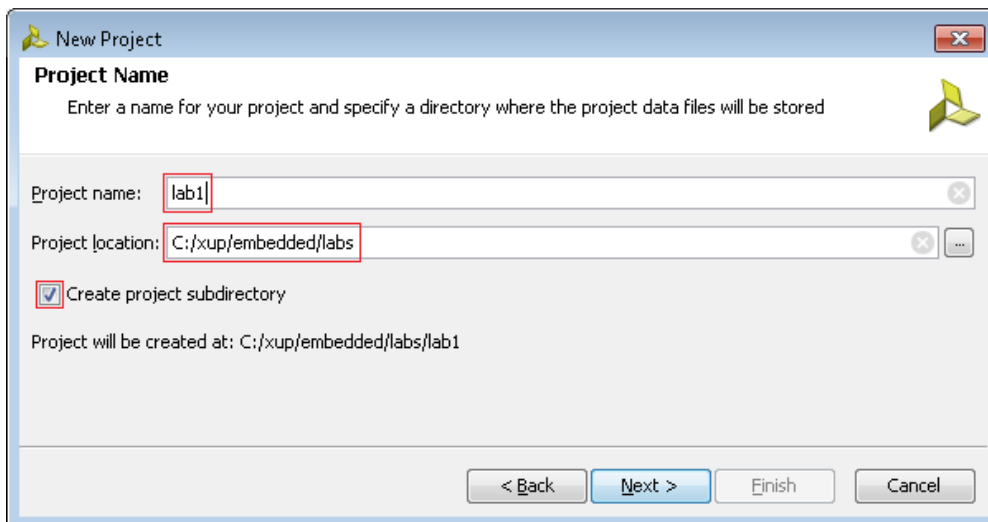 New Project
Project Name
Enter a name for your project and specify a directory where the project data files will be stored
Project name: lab1
Project location: C:/xup/embedded/labs ...
Create project subdirectory
Project will be created at: C:/xup/embedded/labs/lab1
< Back Next > Finish Cancel